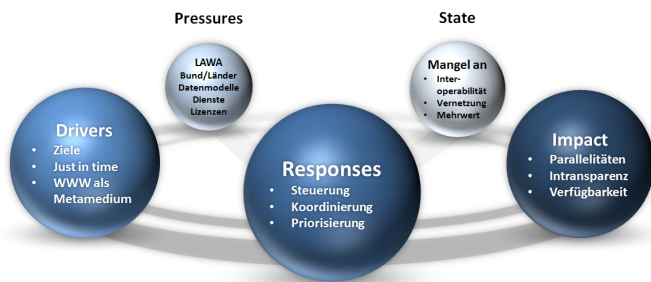 Pressures
State
LAWA
Bund/Länder
Datenmodelle
Dienste
Lizenzen
Mangel an
• Inter-
operabilität
• Vernetzung
• Mehrwert
Drivers
• Ziele
• Just in time
• WWW als
Metamedium
Responses
• Steuerung
• Koordinierung
• Priorisierung
Impact
• Parallelitäten
• Intransparenz
• Verfügbarkeit